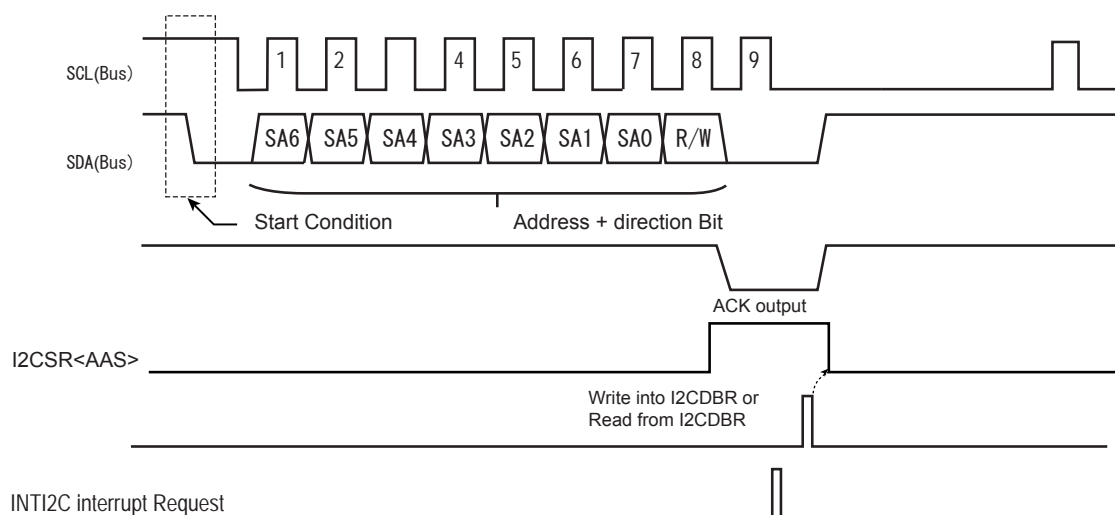 1 2 4 5 6 7 8 9
SCL(Bus)
SA6 SA5 SA4 SA3 SA2 SA1 SA0 R/W
SDA(Bus)
Start Condition
Address + direction Bit
ACK output
I2CSR<AAS>
Write into I2CDBR or
Read from I2CDBR
INTI2C interrupt Request